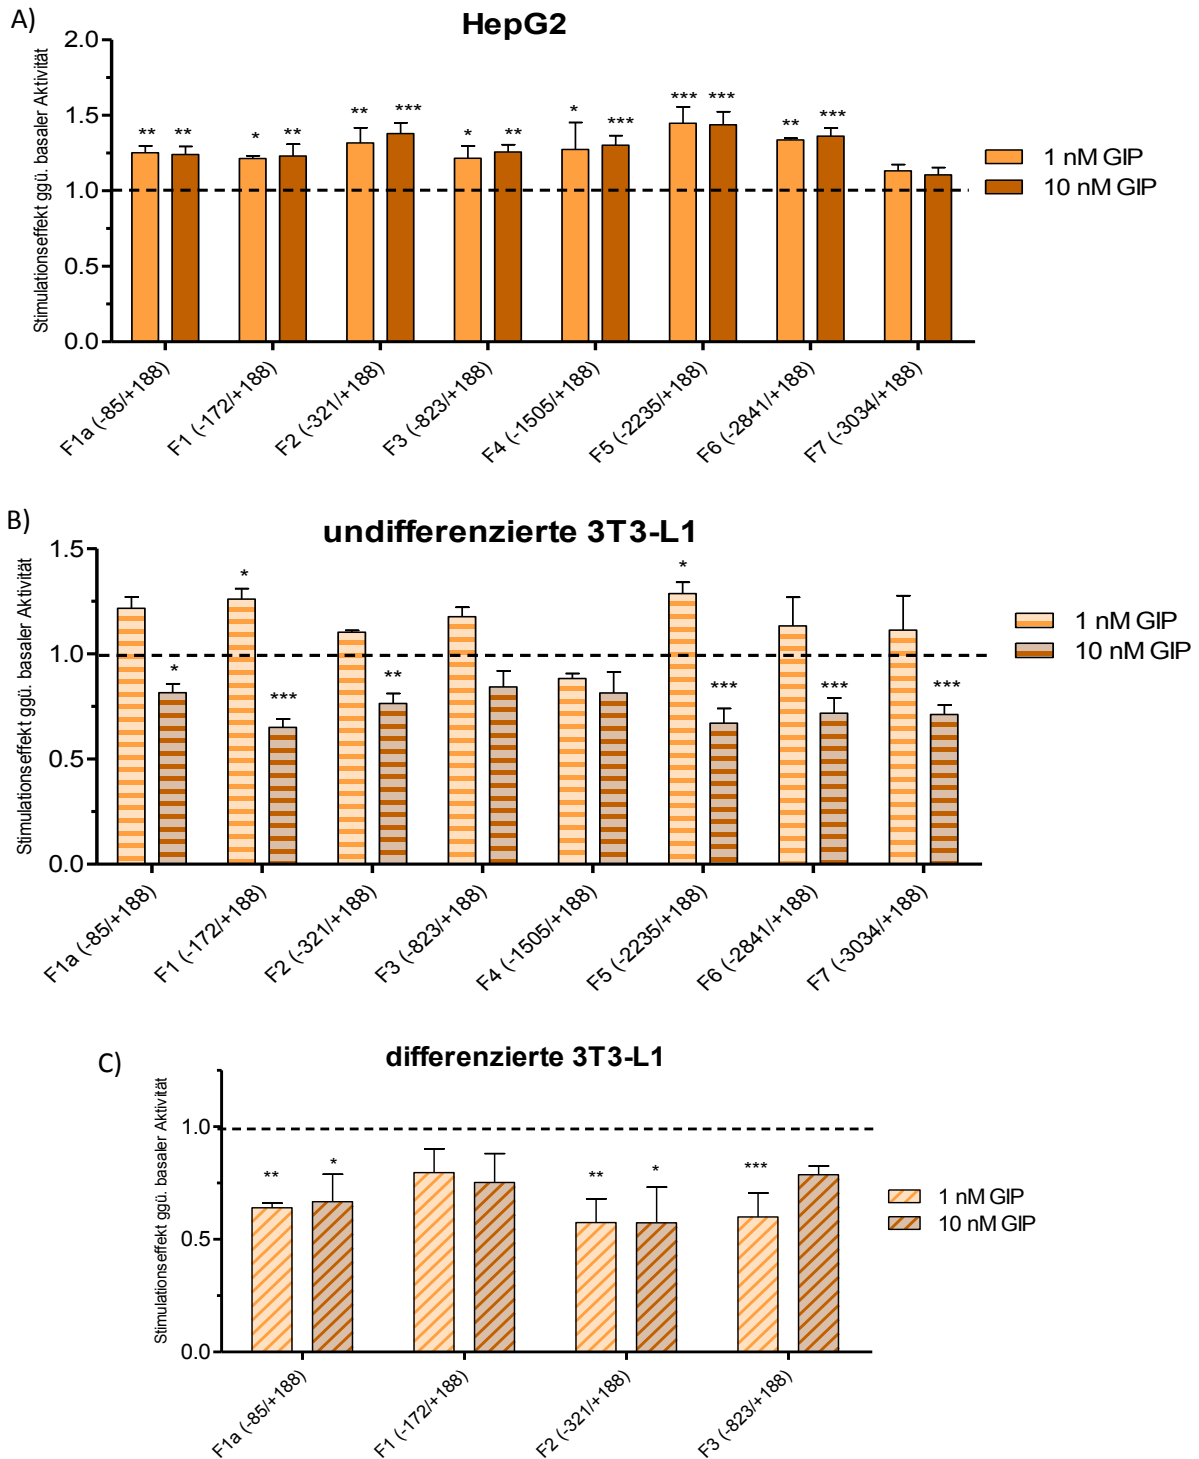 A)
HepG2
Stimulationseffekt ggü. basaler Aktivität
2.0
1.5
1.0
0.5
0.0
** ** * ** ** *** * ** * *** *** *** ** ***
1 nM GIP
10 nM GIP
F1a (-85/+188)
F1 (-172/+188)
F2 (-321/+188)
F3 (-823/+188)
F4 (-1505/+188)
F5 (-2235/+188)
F6 (-2841/+188)
F7 (-3034/+188)
B)
undifferenzierte 3T3-L1
Stimulationseffekt ggü. basaler Aktivität
1.5
1.0
0.5
0.0
* * *** ** * *** *** ***
1 nM GIP
10 nM GIP
F1a (-85/+188)
F1 (-172/+188)
F2 (-321/+188)
F3 (-823/+188)
F4 (-1505/+188)
F5 (-2235/+188)
F6 (-2841/+188)
F7 (-3034/+188)
C)
differenzierte 3T3-L1
Stimulationseffekt ggü. basaler Aktivität
1.0
0.5
0.0
** * ** * ***
1 nM GIP
10 nM GIP
F1a (-85/+188)
F1 (-172/+188)
F2 (-321/+188)
F3 (-823/+188)